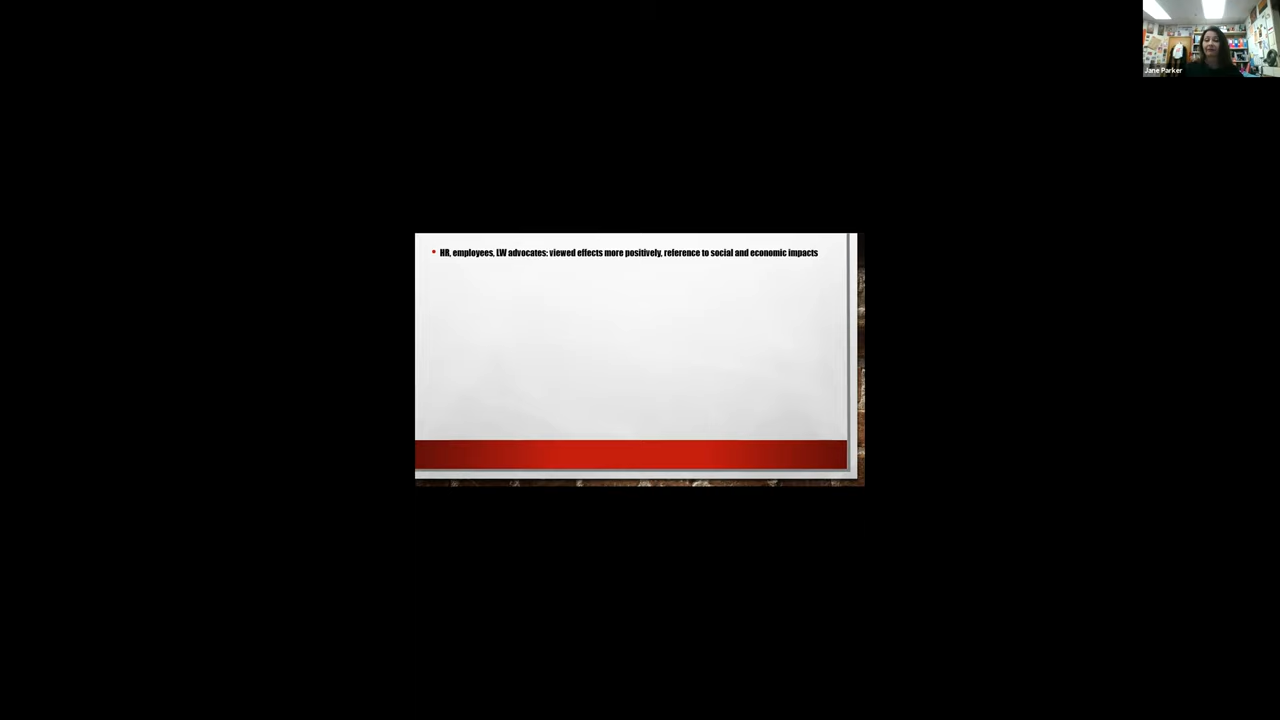 Jane Parker
HR, employees, LW advocates: viewed effects more positively, reference to social and economic impacts